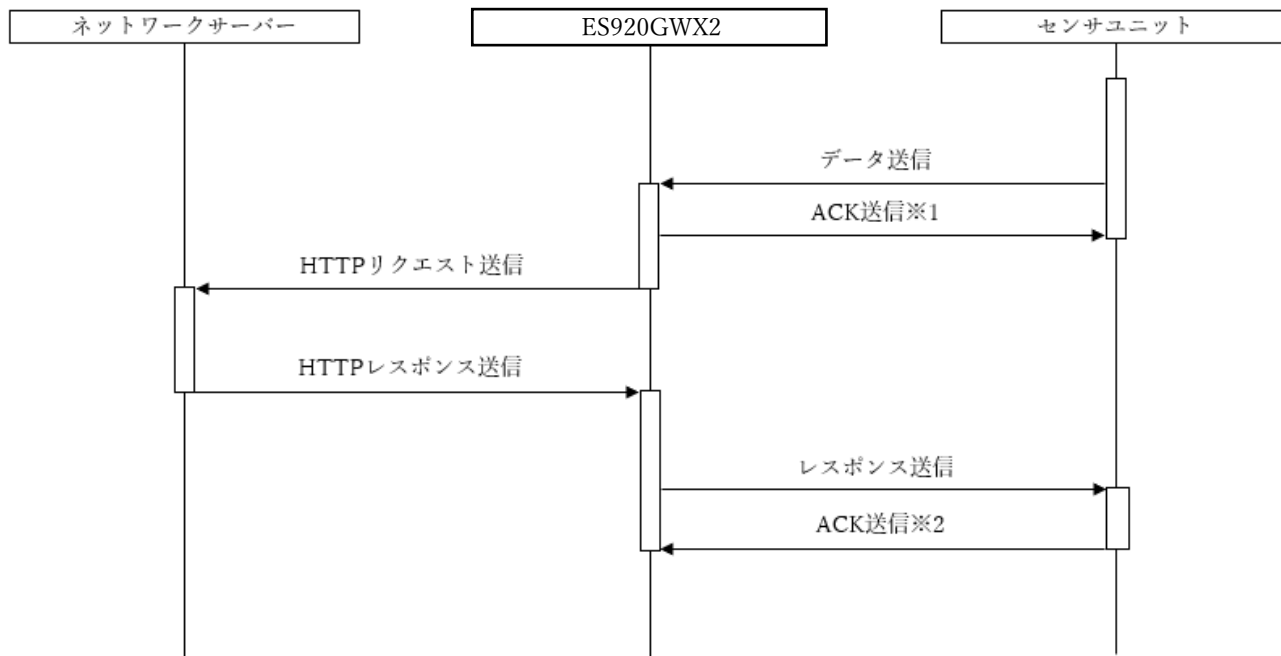 ネットワークサーバー
ES920GWX2
センサユニット
データ送信
ACK送信※1
HTTPリクエスト送信
HTTPレスポンス送信
レスポンス送信
ACK送信※2